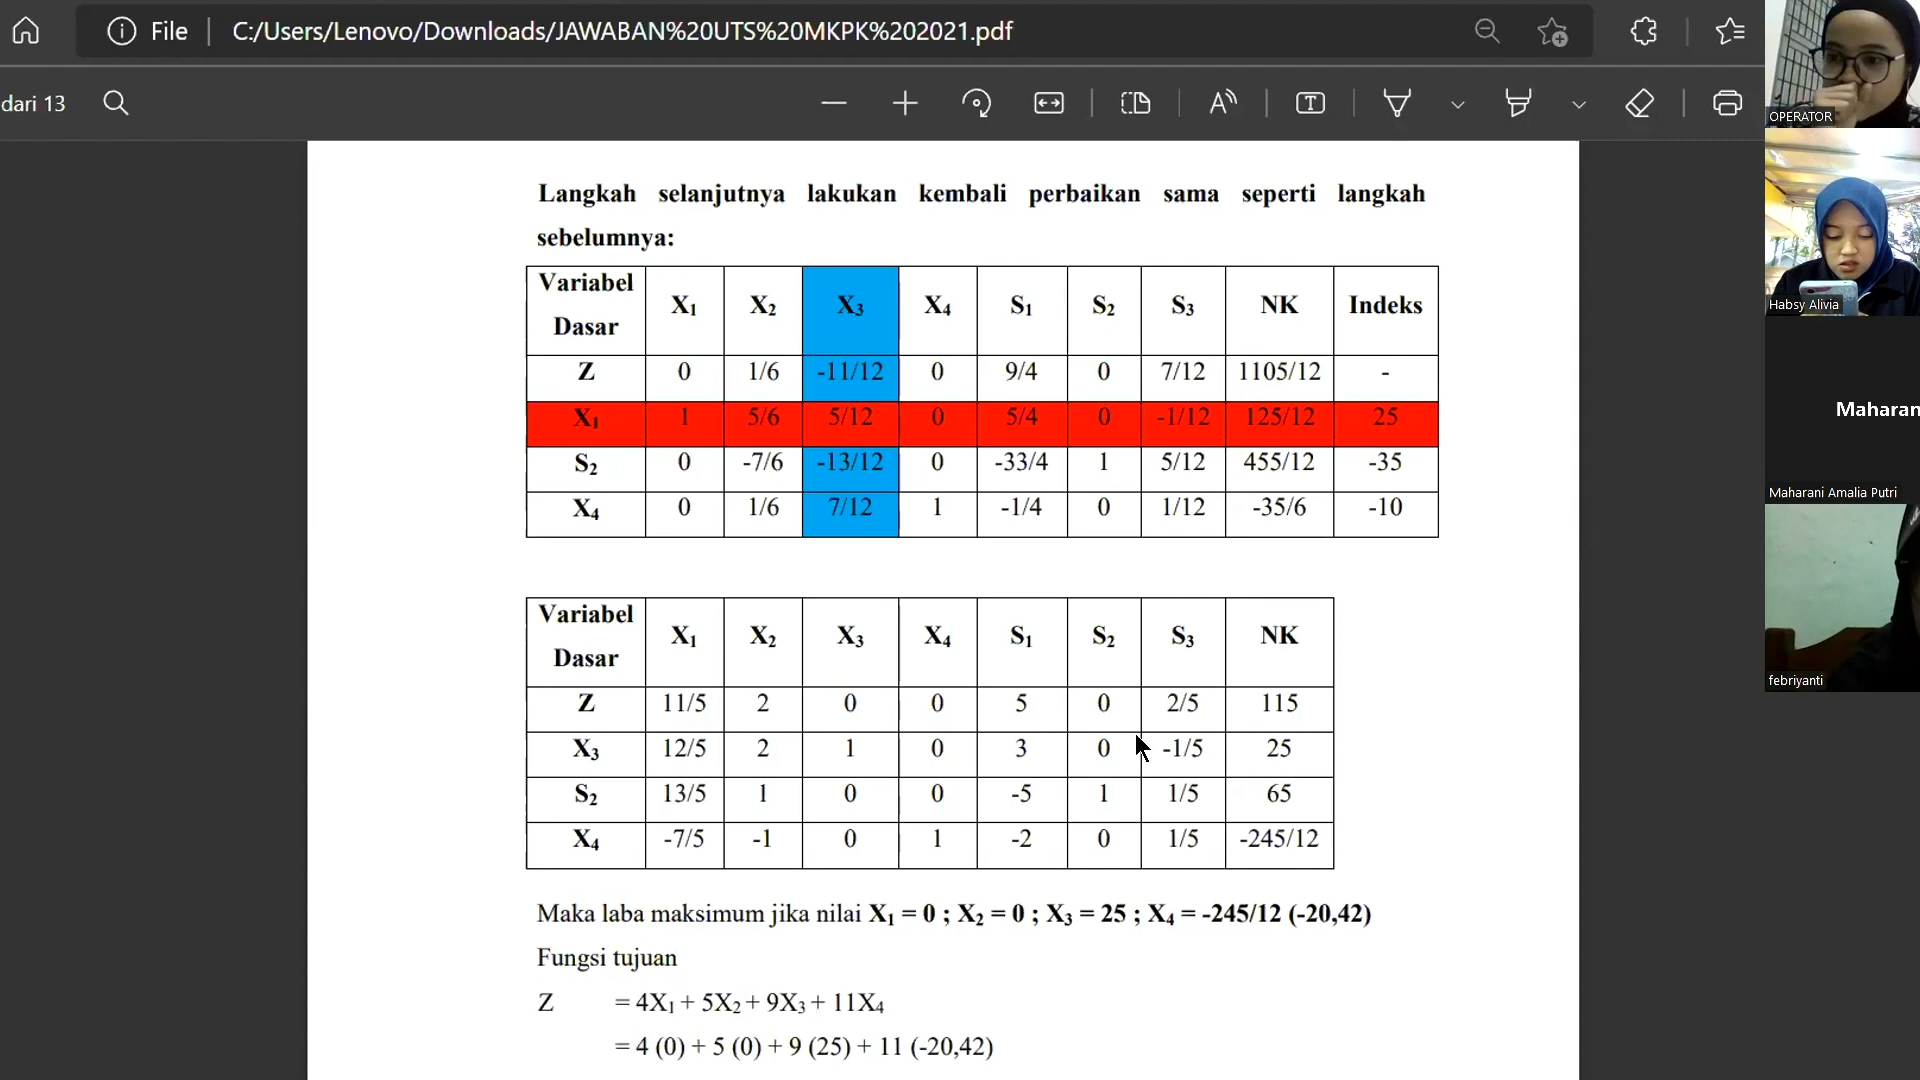 File C:/Users/Lenovo/Downloads/JAWABAN%20UTS%20MKPK%202021.pdf
dari 13
OPERATOR
Habsy Alivia
Maharan
Maharani Amalia Putri
febriyanti
Langkah selanjutnya lakukan kembali perbaikan sama seperti langkah
sebelumnya:
Variabel Dasar X1 X2 X3 X4 S1 S2 S3 NK Indeks
Z 0 1/6 -11/12 0 9/4 0 7/12 1105/12 -
X1 1 5/6 5/12 0 5/4 0 -1/12 125/12 25
S2 0 -7/6 -13/12 0 -33/4 1 5/12 455/12 -35
X4 0 1/6 7/12 1 -1/4 0 1/12 -35/6 -10
Variabel Dasar X1 X2 X3 X4 S1 S2 S3 NK
Z 11/5 2 0 0 5 0 2/5 115
X3 12/5 2 1 0 3 0 -1/5 25
S2 13/5 1 0 0 -5 1 1/5 65
X4 -7/5 -1 0 1 -2 0 1/5 -245/12
Maka laba maksimum jika nilai X1 = 0 ; X2 = 0 ; X3 = 25 ; X4 = -245/12 (-20,42)
Fungsi tujuan
Z = 4X1 + 5X2 + 9X3 + 11X4
= 4 (0) + 5 (0) + 9 (25) + 11 (-20,42)